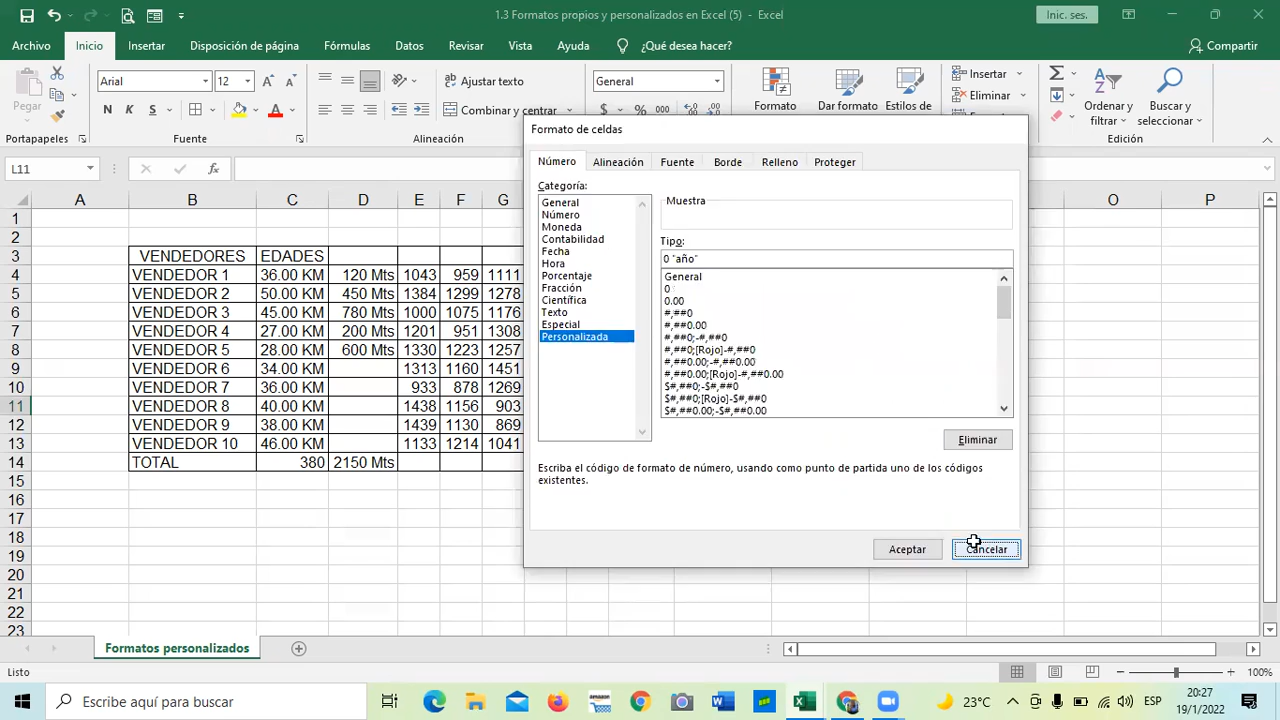 1.3 Formatos propios y personalizados en Excel (5) - Excel
Inic. ses.
Archivo Inicio Insertar Disposición de página Fórmulas Datos Revisar Vista Ayuda ¿Qué desea hacer? Compartir
Pegar
Arial 12
N K S
Ajustar texto
Combinar y centrar
General
$ % 000
Formato
Dar formato
Estilos de
Insertar
Eliminar
Ordenar y
filtrar
Buscar y
seleccionar
Portapapeles
Fuente
Alineación
Edición
L11
fx
A B C D E F G O P
1
2
3 VENDEDORES EDADES
4 VENDEDOR 1 36.00 KM 120 Mts 1043 959 1111
5 VENDEDOR 2 50.00 KM 450 Mts 1384 1299 1278
6 VENDEDOR 3 45.00 KM 780 Mts 1000 1075 1176
7 VENDEDOR 4 27.00 KM 200 Mts 1201 951 1308
8 VENDEDOR 5 28.00 KM 600 Mts 1330 1223 1257
9 VENDEDOR 6 34.00 KM 1313 1160 1451
10 VENDEDOR 7 36.00 KM 933 878 1269
11 VENDEDOR 8 40.00 KM 1438 1156 903
12 VENDEDOR 9 38.00 KM 1439 1130 869
13 VENDEDOR 10 46.00 KM 1133 1214 1041
14 TOTAL 380 2150 Mts
15
16
17
18
19
20
21
22
23
Formato de celdas
Número Alineación Fuente Borde Relleno Proteger
Categoría:
General
Número
Moneda
Contabilidad
Fecha
Hora
Porcentaje
Fracción
Científica
Texto
Especial
Personalizada
Muestra
Tipo:
0 "año"
General
0
0.00
#,##0
#,##0.00
#,##0;-#,##0
#,##0;[Rojo]-#,##0
#,##0.00;-#,##0.00
#,##0.00;[Rojo]-#,##0.00
$#,##0;-$#,##0
$#,##0;[Rojo]-$#,##0
$#,##0.00;-$#,##0.00
Eliminar
Escriba el código de formato de número, usando como punto de partida uno de los códigos
existentes.
Aceptar
Cancelar
Formatos personalizados
Listo
100%
Escribe aquí para buscar
23°C
ESP
20:27
19/1/2022